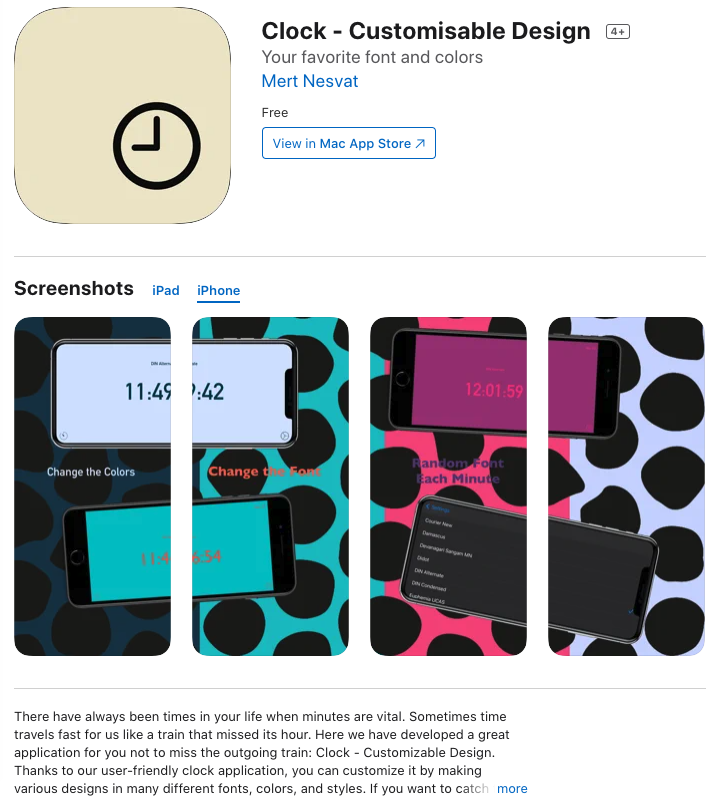 Clock - Customisable Design 4+
Your favorite font and colors
Mert Nesvat
Free
View in Mac App Store
Screenshots iPad iPhone
11:49
9:42
Change the Colors
Change the Font
11:4
6:54
12:01:59
Random Font
Each Minute
Settings
Courier New
Damascus
Devanagari Sangam MN
Didot
DIN Alternate
DIN Condensed
Euphemia UCAS
There have always been times in your life when minutes are vital. Sometimes time
travels fast for us like a train that missed its hour. Here we have developed a great
application for you not to miss the outgoing train: Clock - Customizable Design.
Thanks to our user-friendly clock application, you can customize it by making
various designs in many different fonts, colors, and styles. If you want to catch more